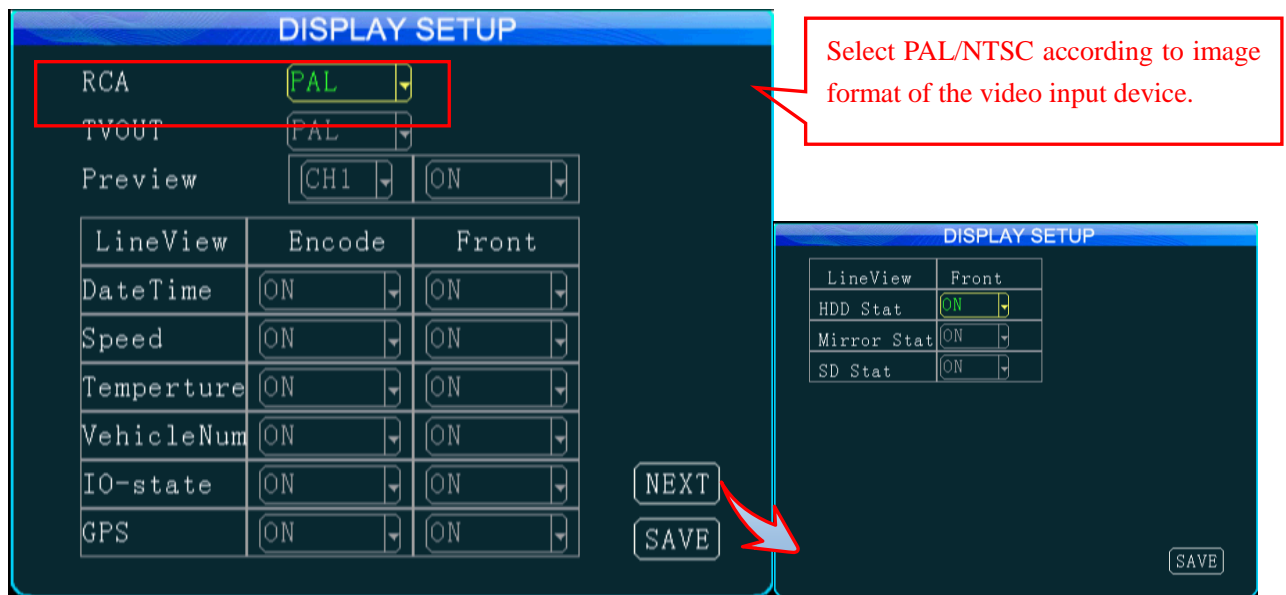 DISPLAY SETUP
RCA PAL
TVOUT PAL
Preview CH1 ON
LineView Encode Front
DateTime ON ON
Speed ON ON
Temperture ON ON
VehicleNum ON ON
IO-state ON ON
GPS ON ON
NEXT
SAVE
Select PAL/NTSC according to image
format of the video input device.
DISPLAY SETUP
LineView Front
HDD Stat ON
Mirror Stat ON
SD Stat ON
SAVE